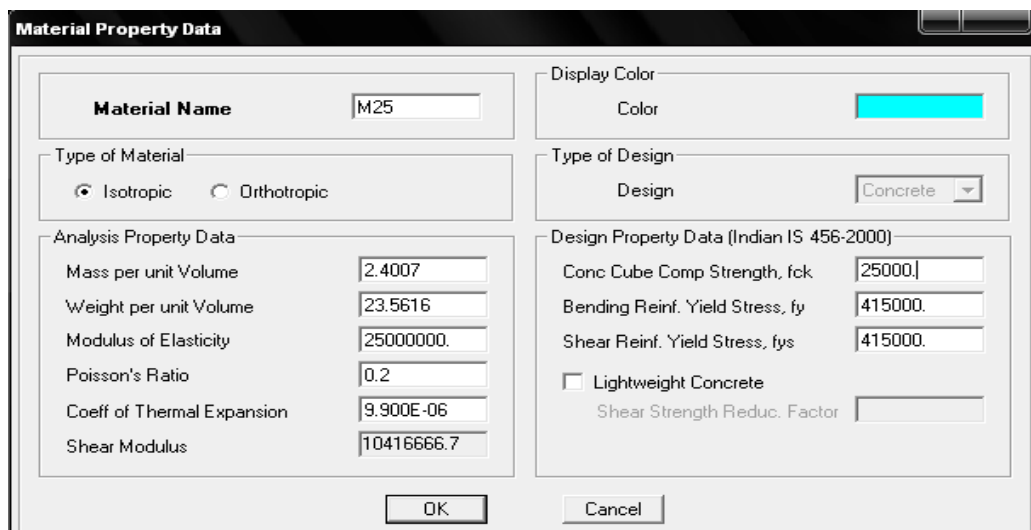 Material Property Data
Material Name M25
Display Color
Color
Type of Material
Isotropic Orthotropic
Type of Design
Design Concrete
Analysis Property Data
Mass per unit Volume 2.4007
Weight per unit Volume 23.5616
Modulus of Elasticity 25000000.
Poisson's Ratio 0.2
Coeff of Thermal Expansion 9.900E-06
Shear Modulus 10416666.7
Design Property Data (Indian IS 456-2000)
Conc Cube Comp Strength, fck 25000.
Bending Reinf. Yield Stress, fy 415000.
Shear Reinf. Yield Stress, fys 415000.
Lightweight Concrete
Shear Strength Reduc. Factor
OK Cancel